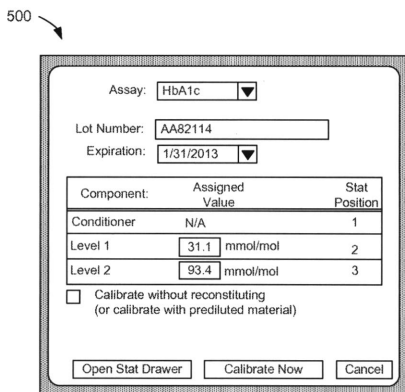 500
Assay: HbA1c
Lot Number: AA82114
Expiration: 1/31/2013
Component: Assigned Value Stat Position
Conditioner N/A 1
Level 1 31.1 mmol/mol 2
Level 2 93.4 mmol/mol 3
Calibrate without reconstituting
(or calibrate with prediluted material)
Open Stat Drawer Calibrate Now Cancel